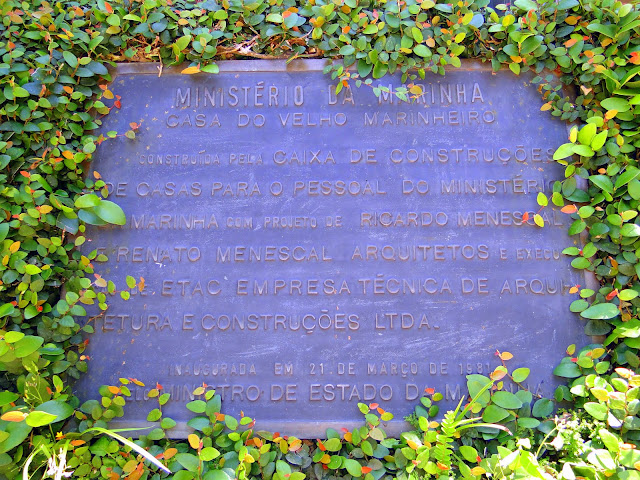 MINISTÉRIO DA MARINHA
CASA DO VELHO MARINHEIRO
CONSTRUÍDA PELA CAIXA DE CONSTRUÇÕES
DE CASAS PARA O PESSOAL DO MINISTÉRIO
MARINHA COM PROJETO DE RICARDO MENESCAL
E RENATO MENESCAL ARQUITETOS E EXECU
ETAC EMPRESA TÉCNICA DE ARQUI
TETURA E CONSTRUÇÕES LTDA.
INAUGURADA EM 21 DE MARÇO DE 1981
MINISTRO DE ESTADO DA MARINHA